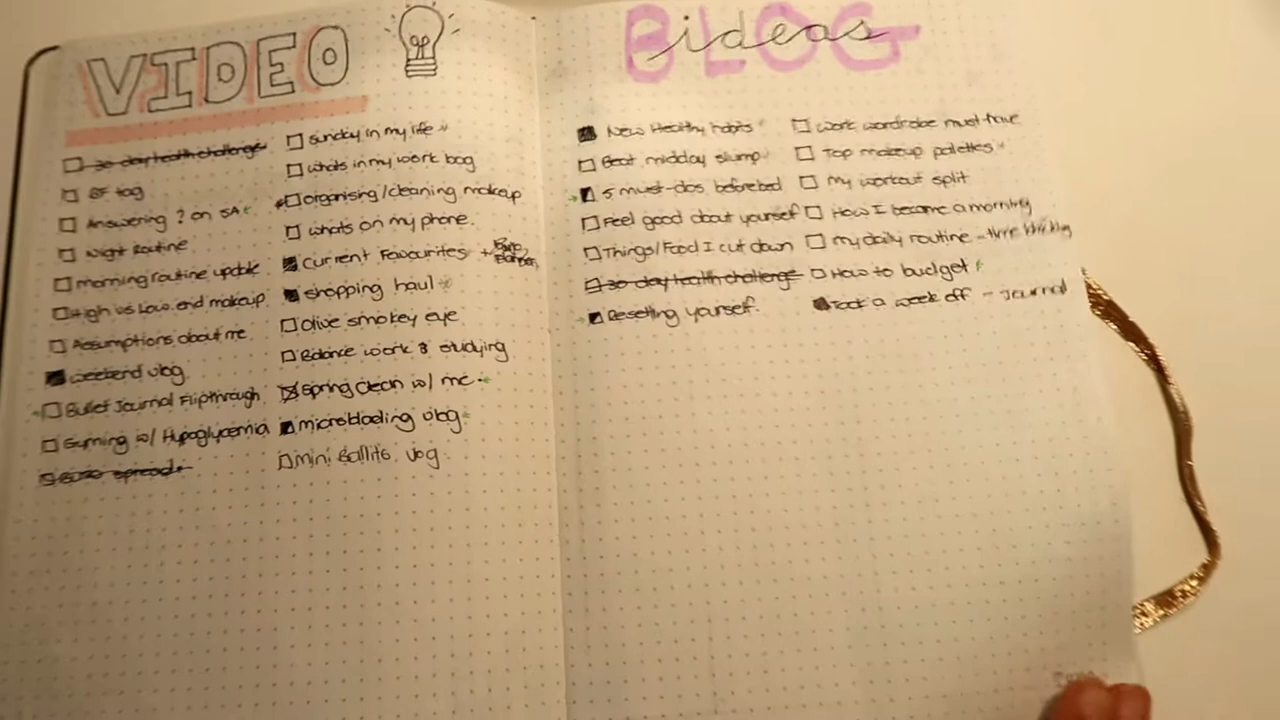 VIDEO
30 day health challenge
BF tag
Answering ? on SA
Night Routine
morning routine update
High vs Low end makeup
Assumptions about me
weekend vlog
Bullet Journal Flipthrough
Gyming w/ Hypoglycemia
spread
Sunday in my life
whats in my work bag
organising/cleaning makeup
whats on my phone.
current Favourites +
shopping haul
Olive smokey eye
Balance work & studying
Spring Clean w/ me
microblading vlog
Mini Ballito vlog
BLOG
ideas
New Healthy habits
Beat midday slump
5 must-dos before bed
Feel good about yourself
Things/Food I cut down
30 day health challenge
Resetting yourself.
work wardrobe must have
Top makeup palettes
my workout split
How I became a morning
my daily routine -
How to budget
Took a week off - Journal